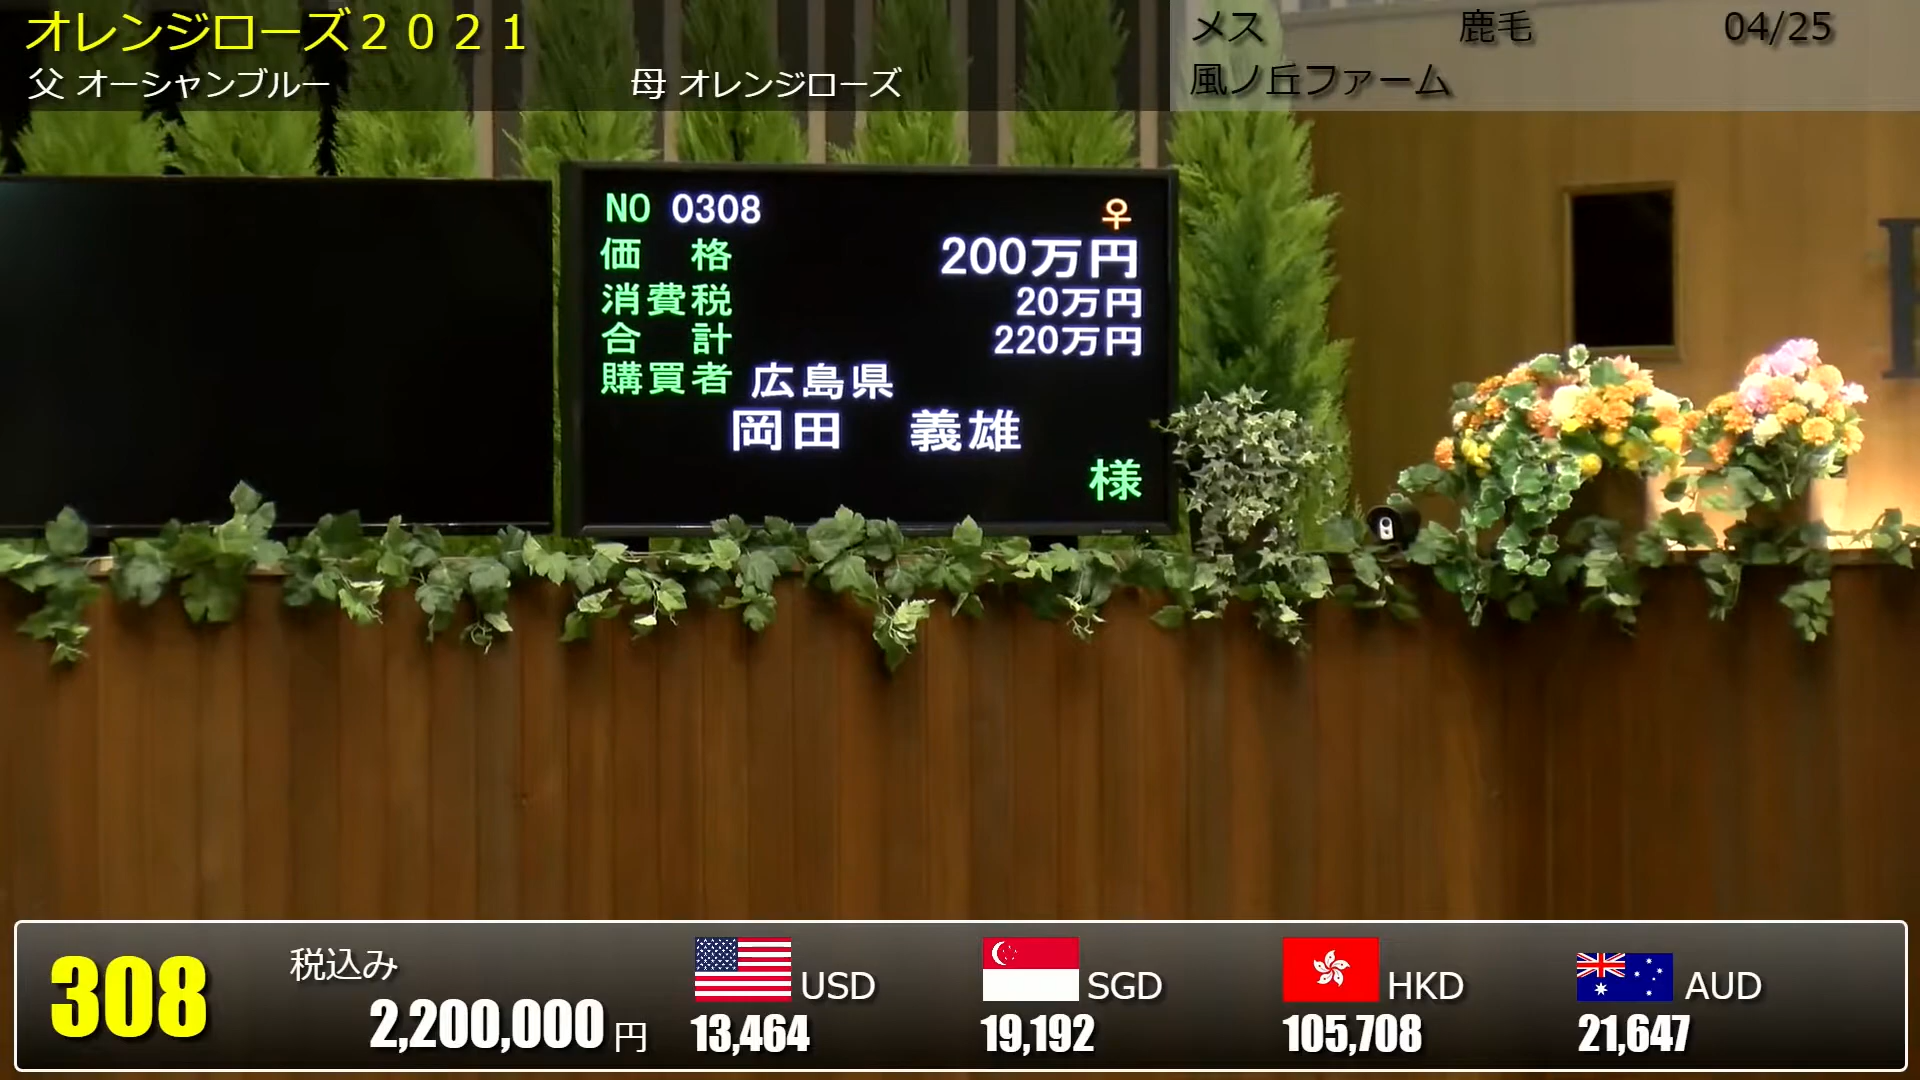 オレンジローズ２０２１
父 オーシャンブルー 母 オレンジローズ
メス 鹿毛 04/25
風ノ丘ファーム
NO 0308 ♀
価格 200万円
消費税 20万円
合計 220万円
購買者 広島県
岡田 義雄
様
308
税込み
2,200,000 円
USD
13,464
SGD
19,192
HKD
105,708
AUD
21,647